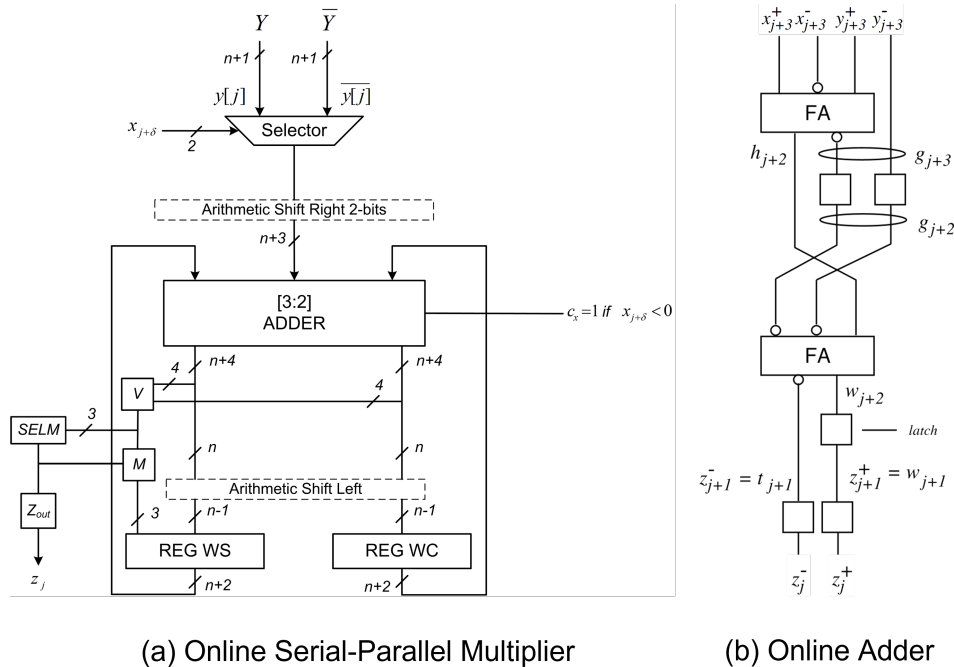 Y
Y̅
n+1
n+1
y[j]
y[j]̅
x_{j+δ}
2
Selector
Arithmetic Shift Right 2-bits
n+3
[3:2]
ADDER
c_x=1 if x_{j+δ}<0
n+4
n+4
4
4
V
SELM
3
M
n
n
Arithmetic Shift Left
Z_{out}
3
n-1
n-1
REG WS
REG WC
z_j
n+2
n+2
(a) Online Serial-Parallel Multiplier
x⁺_{j+3} x⁻_{j+3} y⁺_{j+3} y⁻_{j+3}
FA
h_{j+2}
g_{j+3}
g_{j+2}
FA
w_{j+2}
latch
z⁻_{j+1} = t_{j+1}
z⁺_{j+1} = w_{j+1}
z⁻_j
z⁺_j
(b) Online Adder